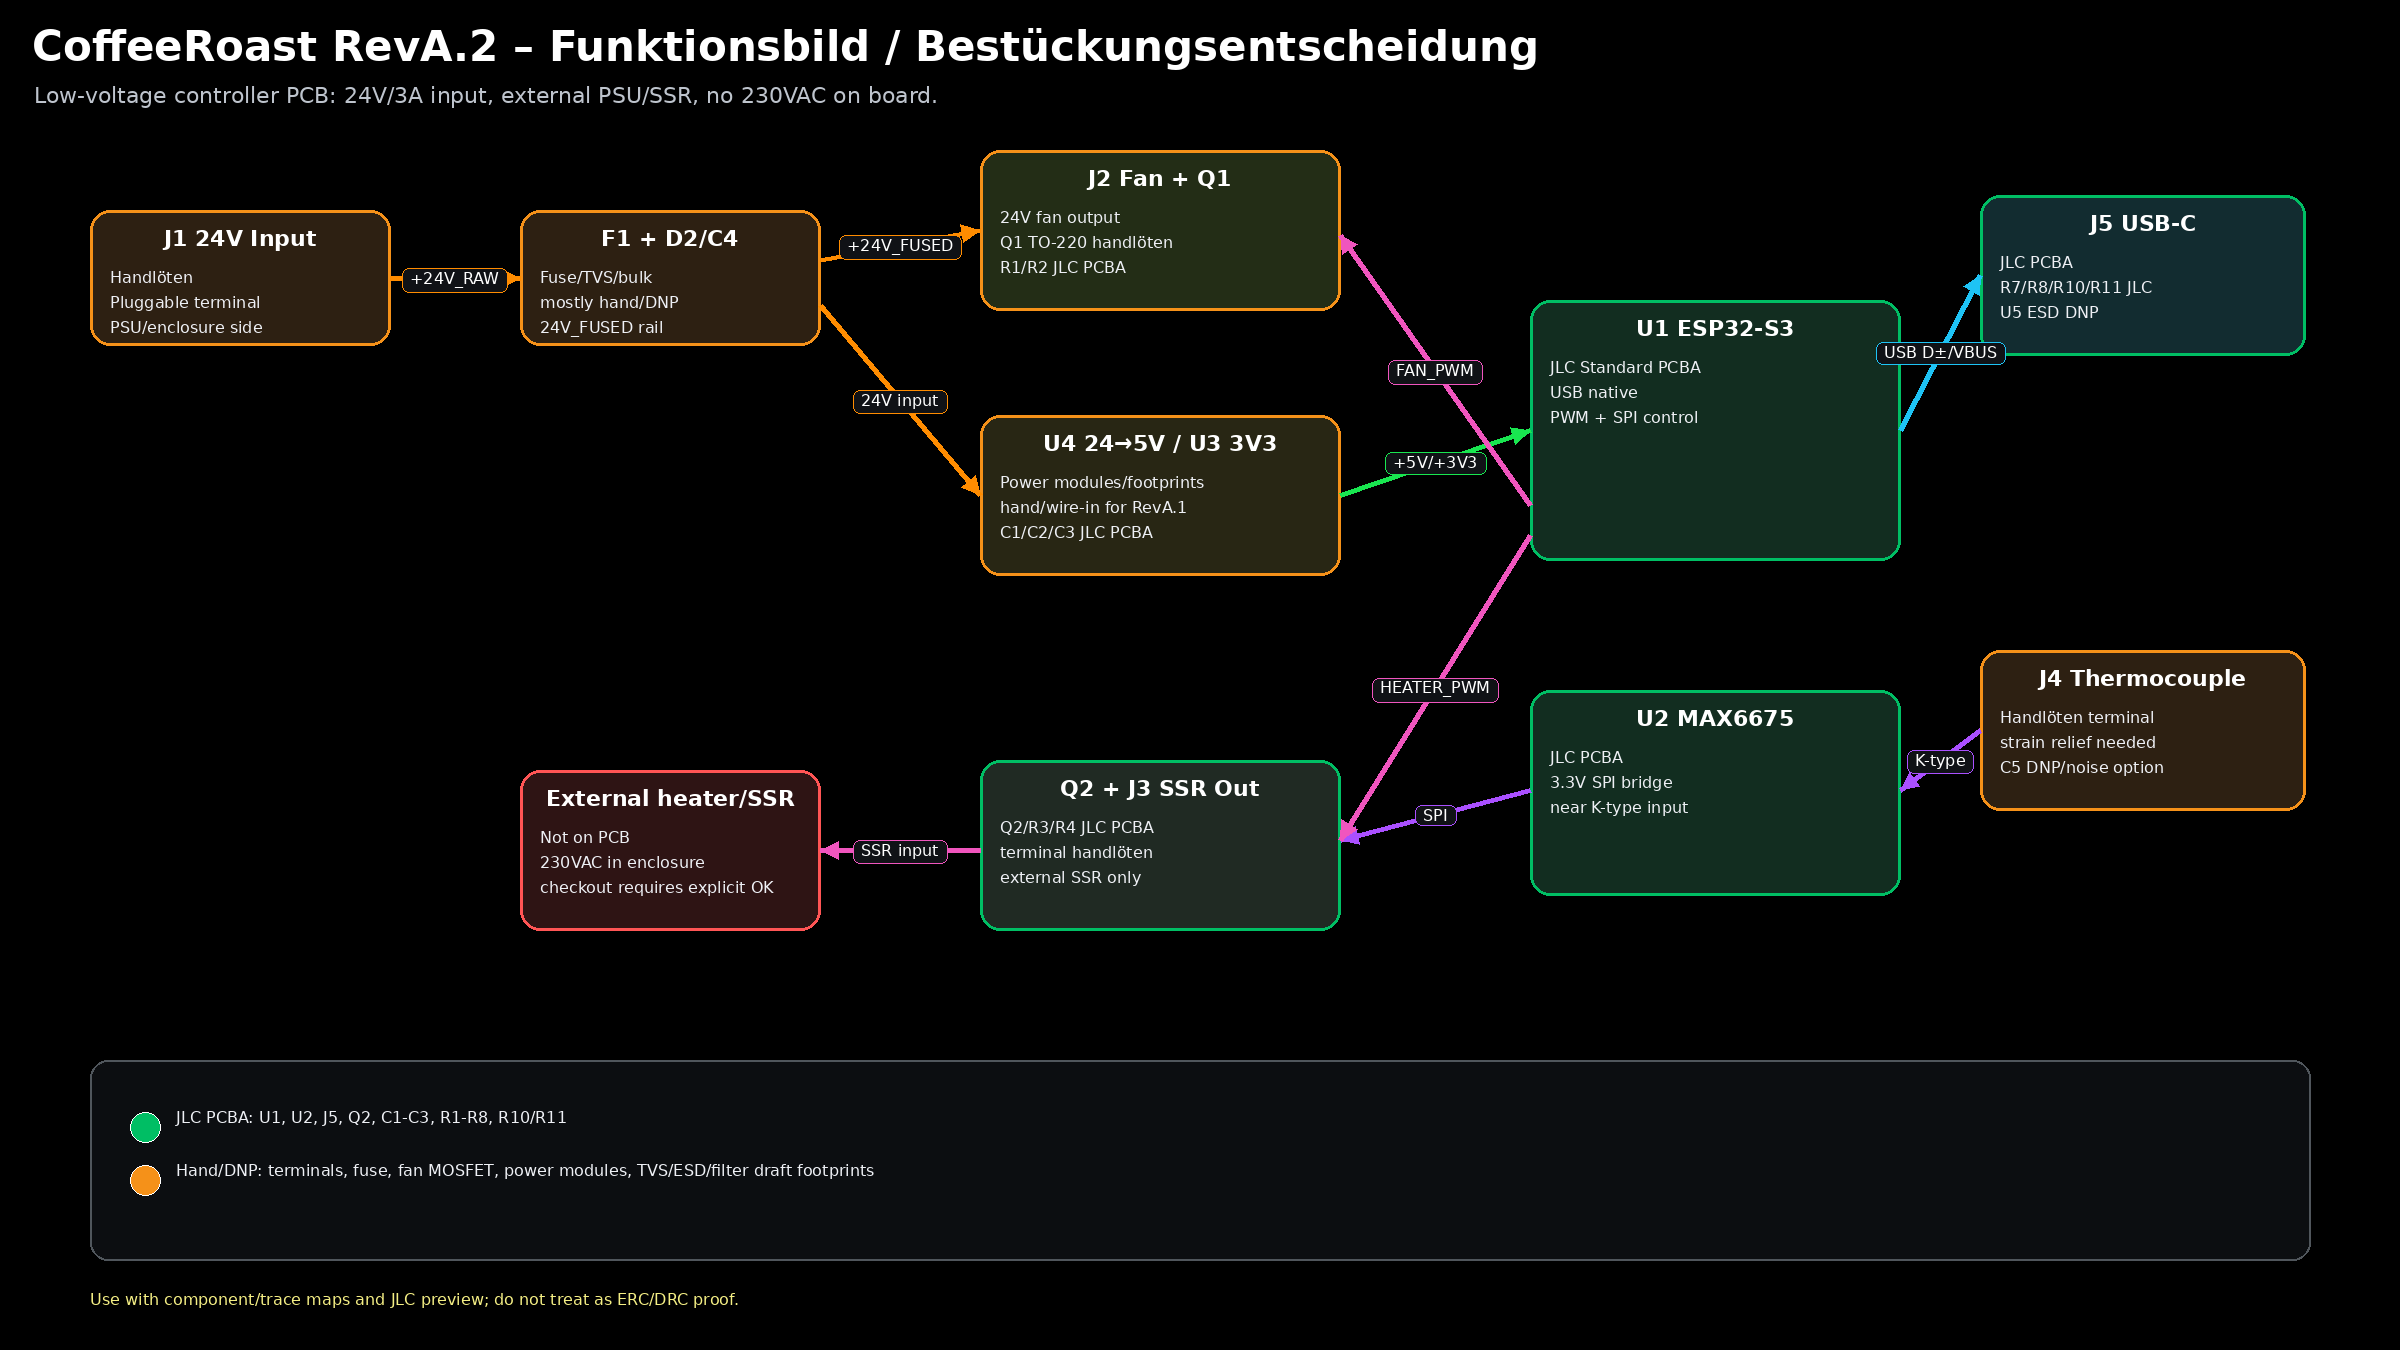 CoffeeRoast RevA.2 – Funktionsbild / Bestückungsentscheidung
Low-voltage controller PCB: 24V/3A input, external PSU/SSR, no 230VAC on board.
J1 24V Input
Handlöten
Pluggable terminal
PSU/enclosure side
+24V_RAW
F1 + D2/C4
Fuse/TVS/bulk
mostly hand/DNP
24V_FUSED rail
+24V_FUSED
24V input
J2 Fan + Q1
24V fan output
Q1 TO-220 handlöten
R1/R2 JLC PCBA
U4 24→5V / U3 3V3
Power modules/footprints
hand/wire-in for RevA.1
C1/C2/C3 JLC PCBA
FAN_PWM
+5V/+3V3
U1 ESP32-S3
JLC Standard PCBA
USB native
PWM + SPI control
USB D±/VBUS
J5 USB-C
JLC PCBA
R7/R8/R10/R11 JLC
U5 ESD DNP
HEATER_PWM
External heater/SSR
Not on PCB
230VAC in enclosure
checkout requires explicit OK
SSR input
Q2 + J3 SSR Out
Q2/R3/R4 JLC PCBA
terminal handlöten
external SSR only
SPI
U2 MAX6675
JLC PCBA
3.3V SPI bridge
near K-type input
K-type
J4 Thermocouple
Handlöten terminal
strain relief needed
C5 DNP/noise option
JLC PCBA: U1, U2, J5, Q2, C1-C3, R1-R8, R10/R11
Hand/DNP: terminals, fuse, fan MOSFET, power modules, TVS/ESD/filter draft footprints
Use with component/trace maps and JLC preview; do not treat as ERC/DRC proof.